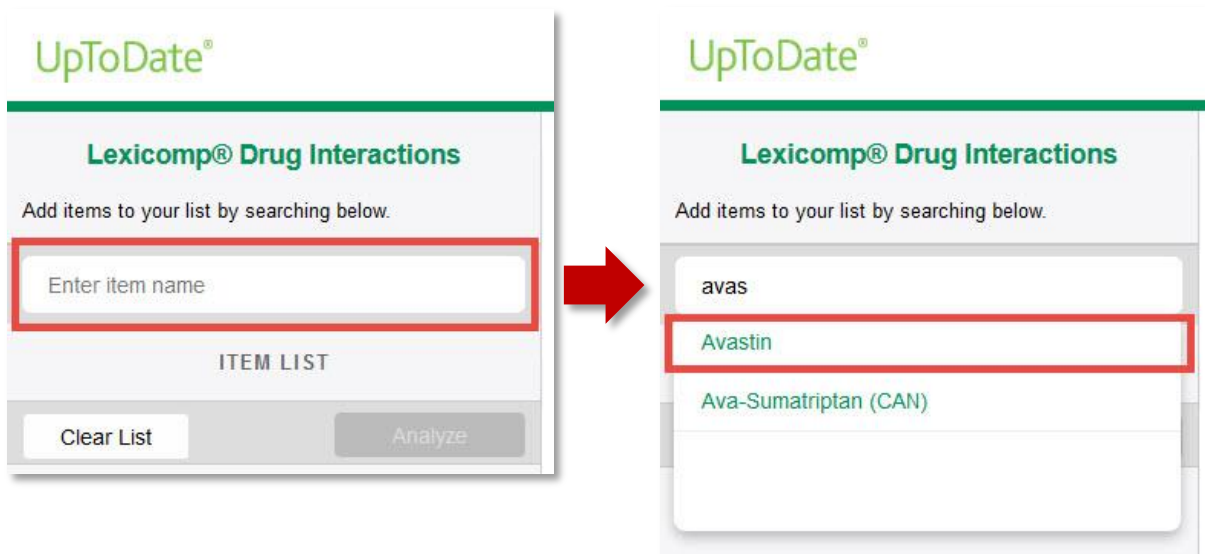 UpToDate®
Lexicomp® Drug Interactions
Add items to your list by searching below.
Enter item name
ITEM LIST
Clear List
Analyze
UpToDate®
Lexicomp® Drug Interactions
Add items to your list by searching below.
avas
Avastin
Ava-Sumatriptan (CAN)